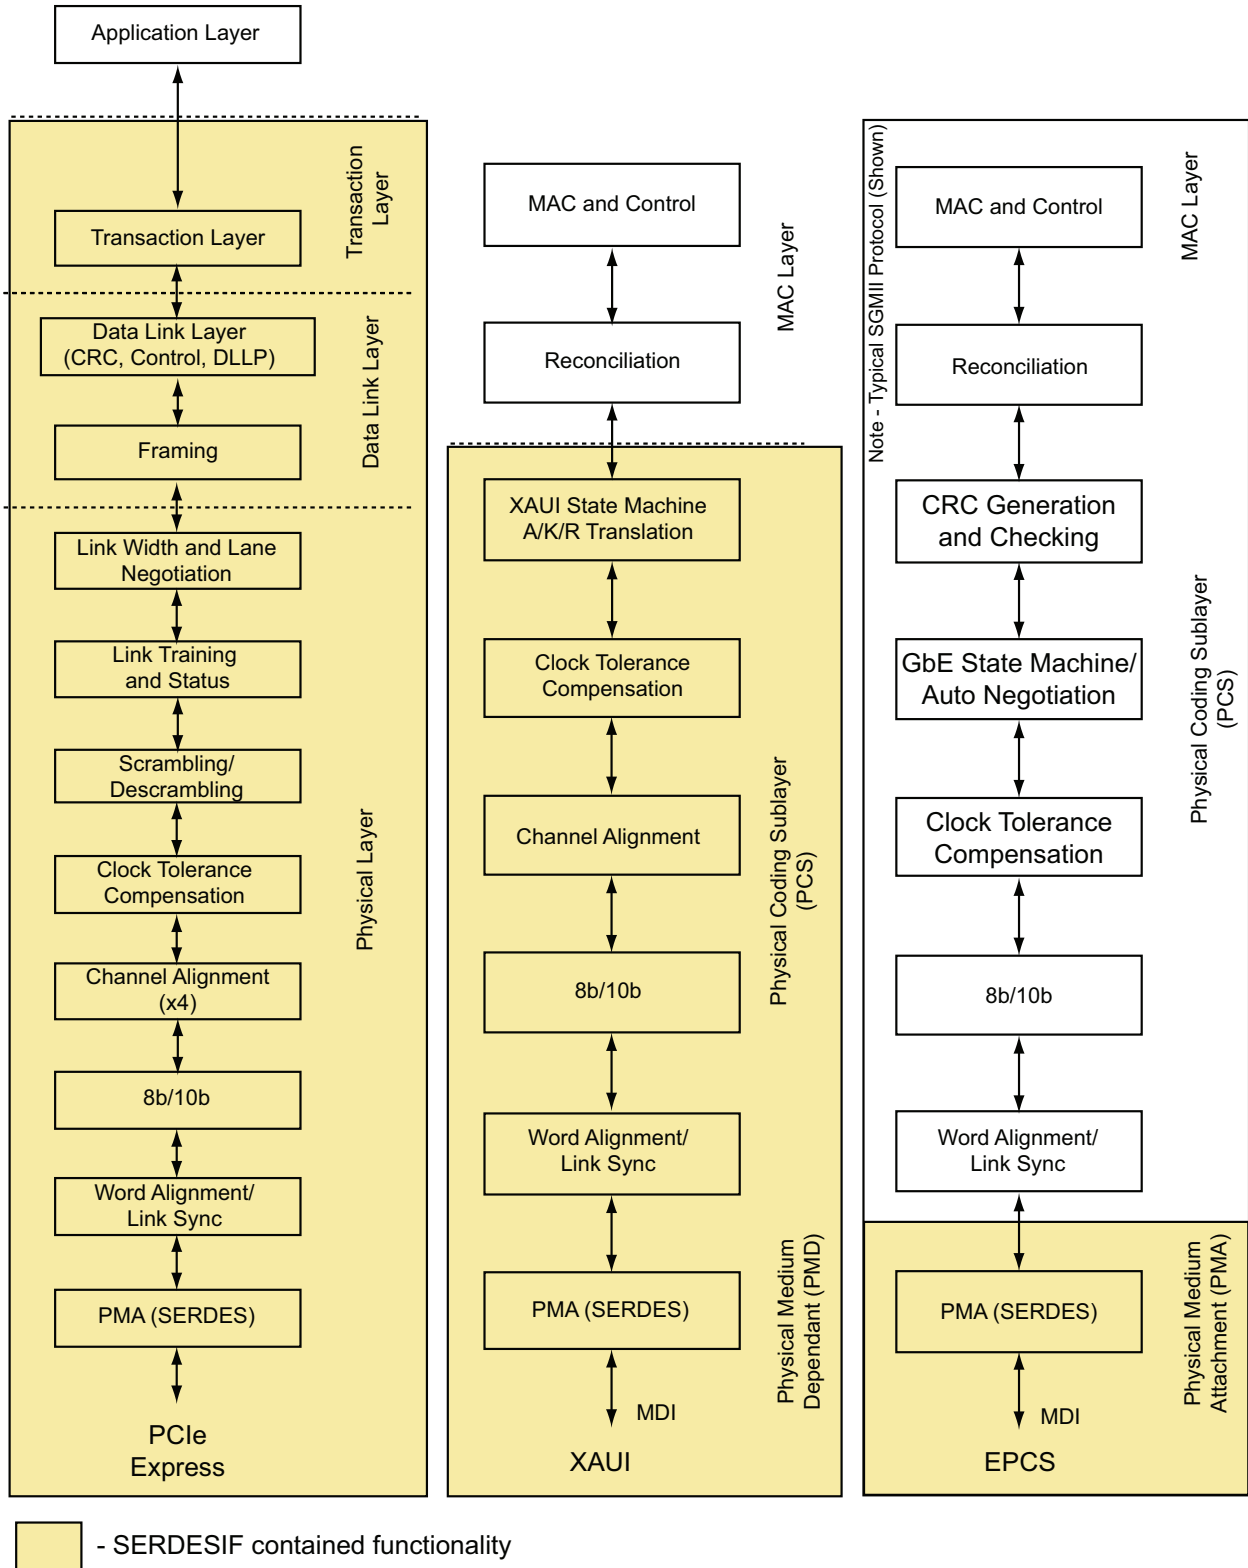 Application Layer
Transaction Layer
Data Link Layer
(CRC, Control, DLLP)
Framing
Link Width and Lane
Negotiation
Link Training
and Status
Scrambling/
Descrambling
Clock Tolerance
Compensation
Channel Alignment
(x4)
8b/10b
Word Alignment/
Link Sync
PMA (SERDES)
PCIe
Express
Transaction
Layer
Data Link Layer
Physical Layer
MAC and Control
Reconciliation
XAUI State Machine
A/K/R Translation
Clock Tolerance
Compensation
Channel Alignment
8b/10b
Word Alignment/
Link Sync
PMA (SERDES)
MDI
XAUI
MAC Layer
Physical Coding Sublayer
(PCS)
Physical Medium
Dependant (PMD)
Note - Typical SGMII Protocol (Shown)
MAC and Control
Reconciliation
CRC Generation
and Checking
GbE State Machine/
Auto Negotiation
Clock Tolerance
Compensation
8b/10b
Word Alignment/
Link Sync
PMA (SERDES)
MDI
EPCS
MAC Layer
Physical Coding Sublayer
(PCS)
Physical Medium
Attachment (PMA)
- SERDESIF contained functionality